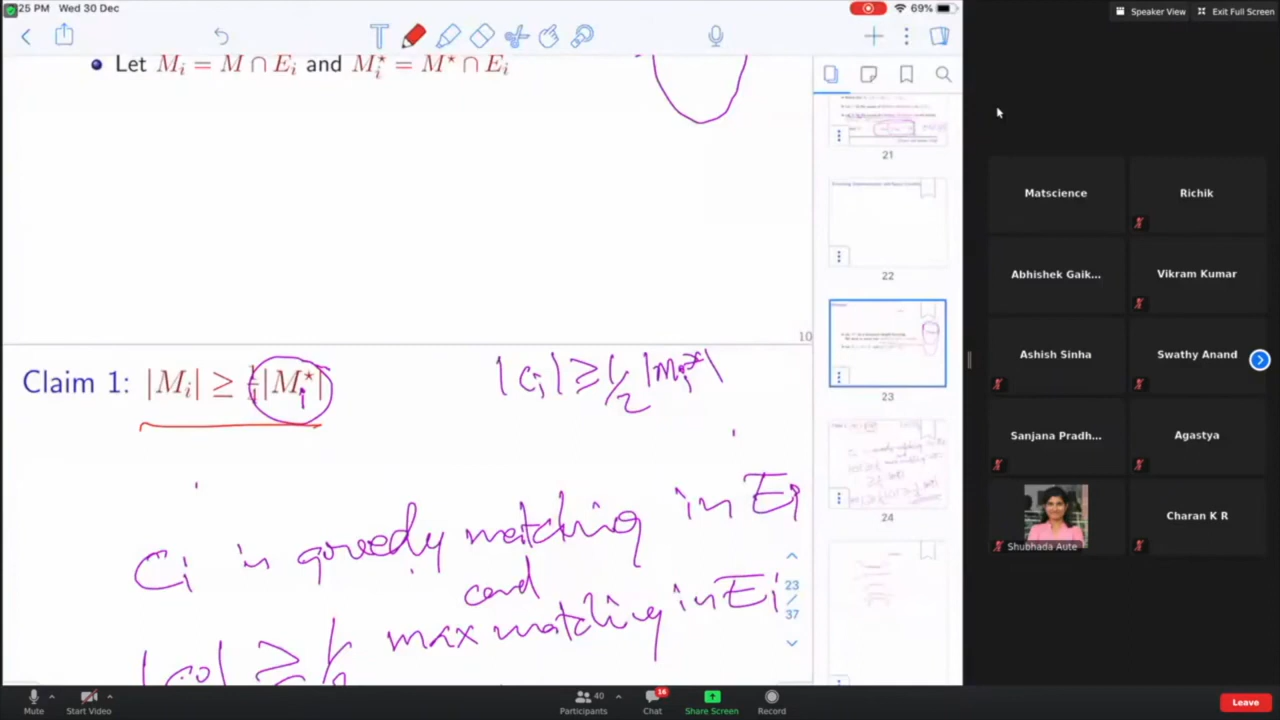 25 PM Wed 30 Dec
69%
Speaker View
Exit Full Screen
Let Mi = M ∩ Ei and Mi* = M* ∩ Ei
10
Claim 1: |Mi| ≥ 1/4 |Mi*|
|Ci| ≥ 1/2 |Mi*|
Ci is greedy matching in Ei
and
max matching in Ei
21
22
23
24
23
/
37
Matscience
Richik
Abhishek Gaik...
Vikram Kumar
Ashish Sinha
Swathy Anand
Sanjana Pradh...
Agastya
Shubhada Aute
Charan K R
Mute
Start Video
Participants
40
Chat
16
Share Screen
Record
Leave